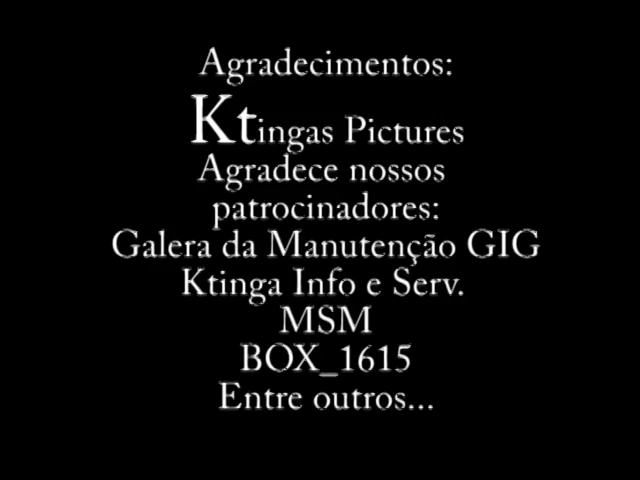 Agradecimentos:
Ktingas Pictures
Agradece nossos
patrocinadores:
Galera da Manutenção GIG
Ktinga Info e Serv.
MSM
BOX_1615
Entre outros...